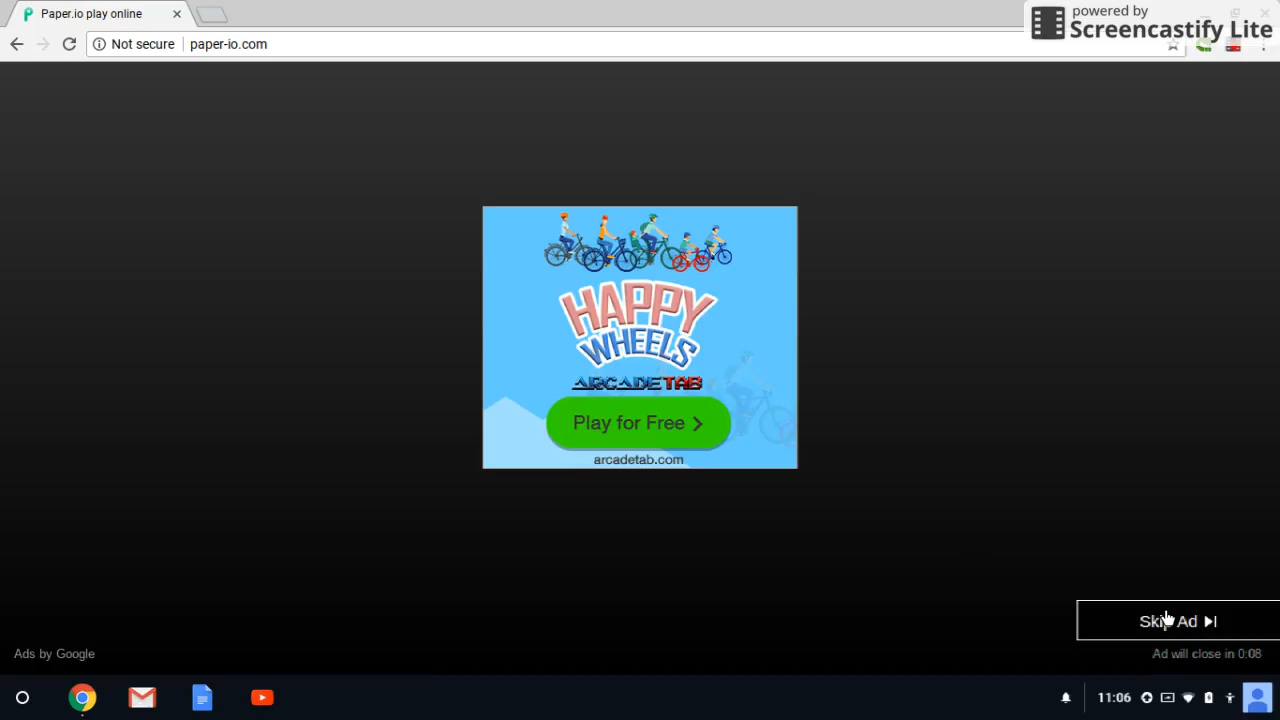 Paper.io play online
powered by
Screencastify Lite
Not secure
paper-io.com
HAPPY
WHEELS
ARCADETAB
Play for Free
arcadetab.com
Skip Ad
Ads by Google
Ad will close in 0:08
11:06